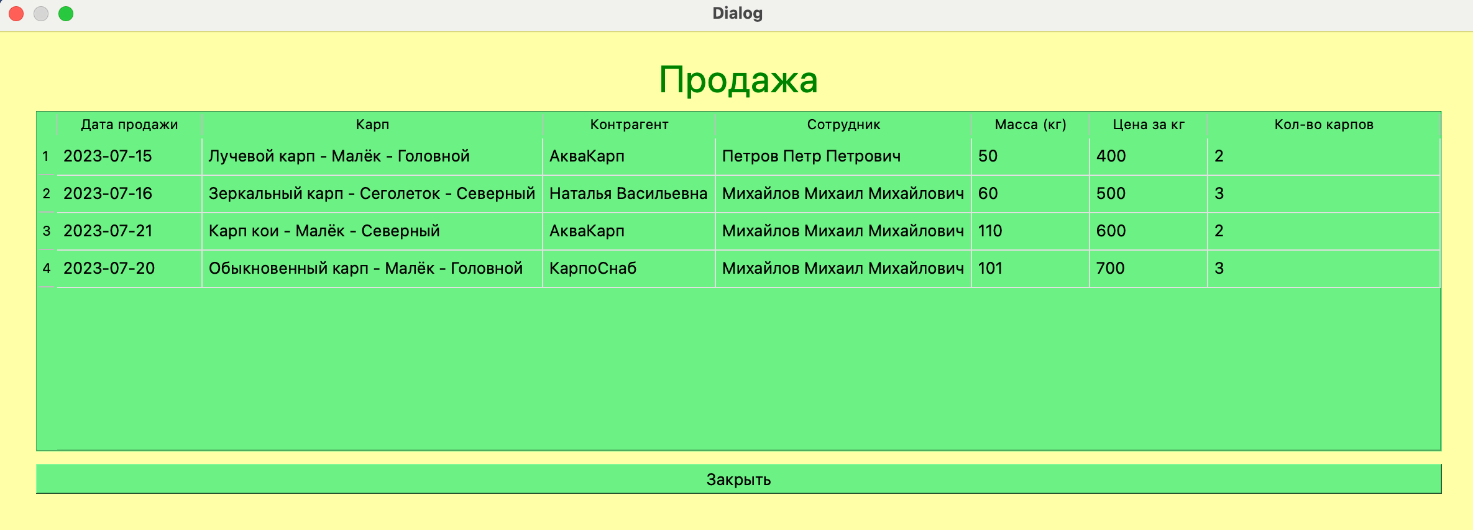 Dialog
Продажа
Дата продажи Карп Контрагент Сотрудник Масса (кг) Цена за кг Кол-во карпов
1 2023-07-15 Лучевой карп - Малёк - Головной АкваКарп Петров Петр Петрович 50 400 2
2 2023-07-16 Зеркальный карп - Сеголеток - Северный Наталья Васильевна Михайлов Михаил Михайлович 60 500 3
3 2023-07-21 Карп кои - Малёк - Северный АкваКарп Михайлов Михаил Михайлович 110 600 2
4 2023-07-20 Обыкновенный карп - Малёк - Головной КарпоСнаб Михайлов Михаил Михайлович 101 700 3
Закрыть